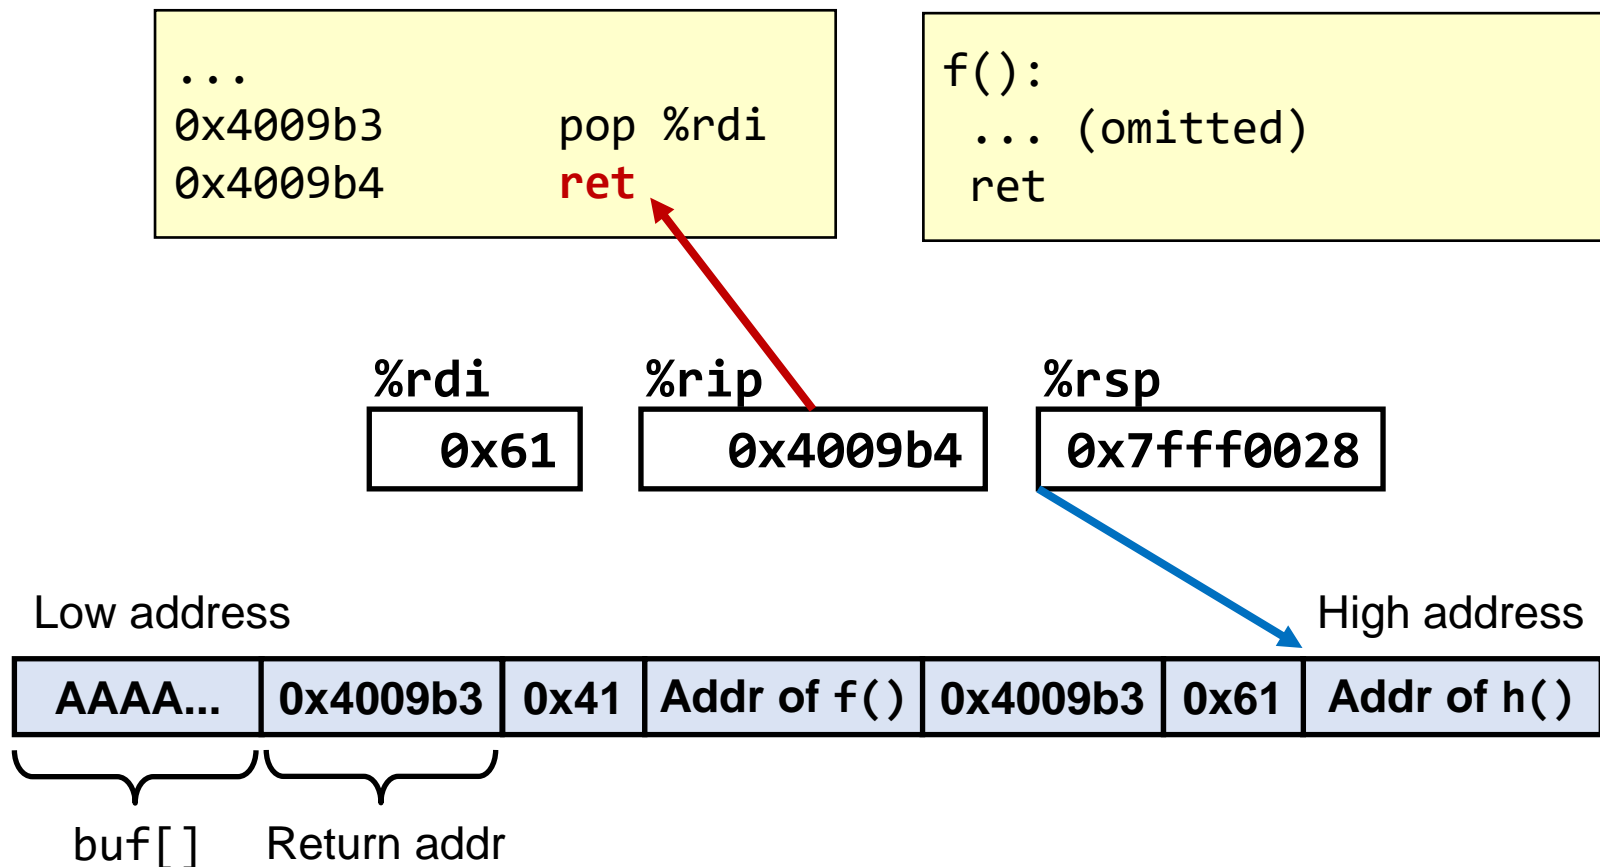 ...
0x4009b3 pop %rdi
0x4009b4 ret
f():
... (omitted)
ret
%rdi %rip %rsp
0x61 0x4009b4 0x7fff0028
Low address High address
AAAA... 0x4009b3 0x41 Addr of f() 0x4009b3 0x61 Addr of h()
buf[] Return addr